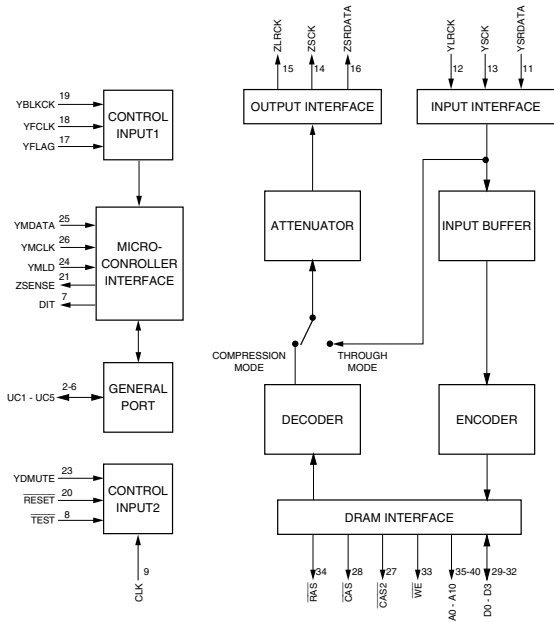 ZLRCK
ZSCK
ZSRDATA
YLRCK
YSCK
YSRDATA
15
14
16
12
13
11
OUTPUT INTERFACE
INPUT INTERFACE
YBLKCK
19
YFCLK
18
YFLAG
17
CONTROL
INPUT1
YMDATA
25
YMCLK
26
YMLD
24
ZSENSE
21
DIT
7
MICRO-
CONROLLER
INTERFACE
ATTENUATOR
INPUT BUFFER
COMPRESSION
MODE
THROUGH
MODE
UC1 - UC5
2-6
GENERAL
PORT
DECODER
ENCODER
YDMUTE
23
RESET
20
TEST
8
CONTROL
INPUT2
9
CLK
DRAM INTERFACE
34
28
27
33
35-40
29-32
RAS
CAS
CAS2
WE
A0 - A10
D0 - D3